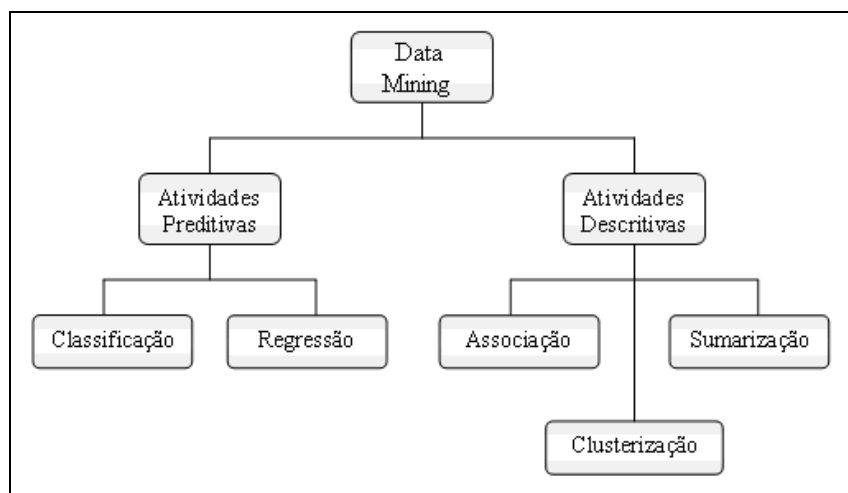 Data
Mining
Atividades
Preditivas
Atividades
Descritivas
Classificação
Regressão
Associação
Sumarização
Clusterização